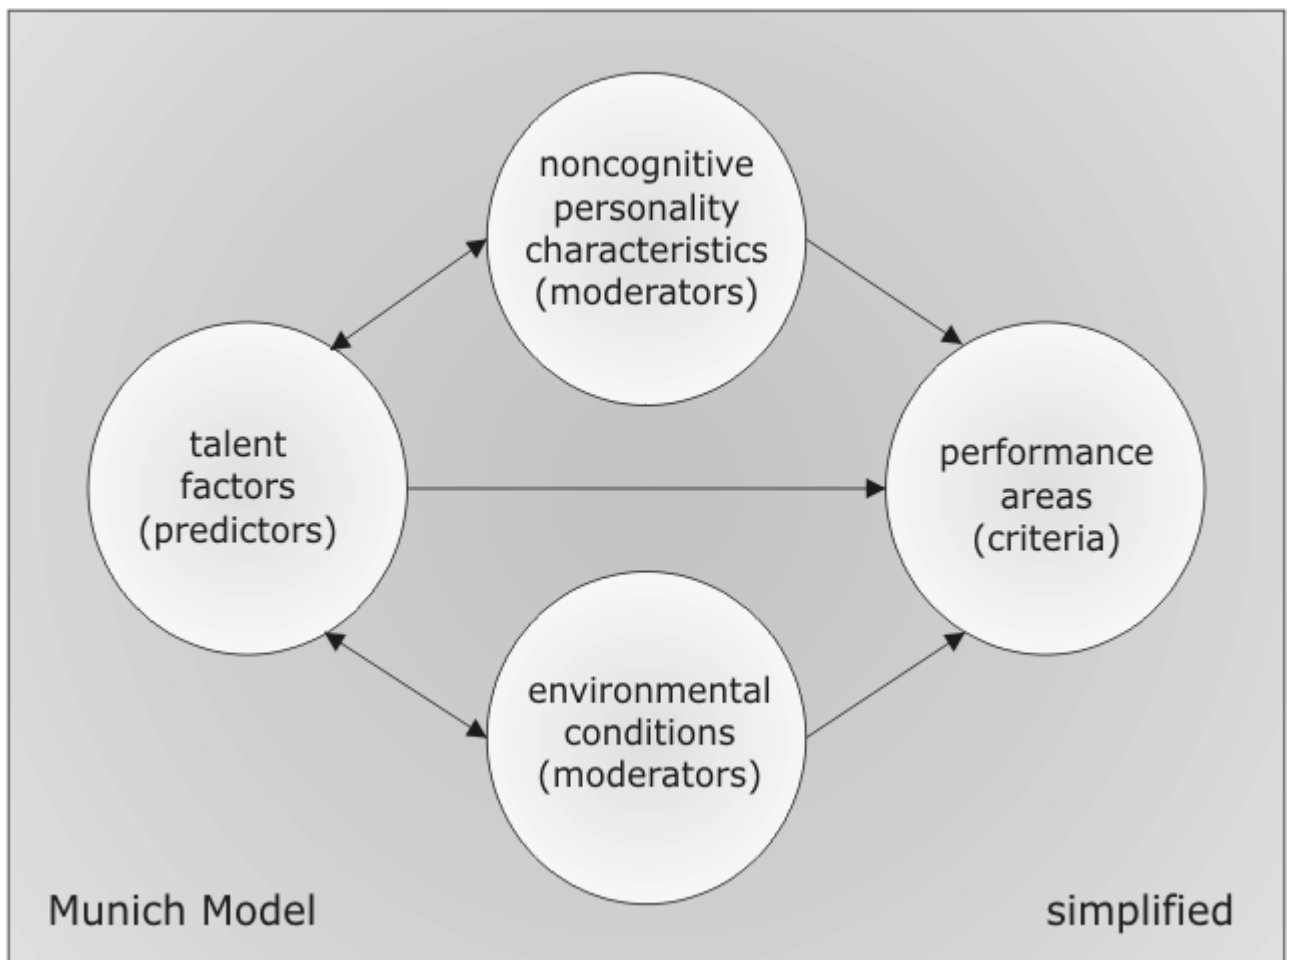 noncognitive
personality
characteristics
(moderators)
talent
factors
(predictors)
performance
areas
(criteria)
environmental
conditions
(moderators)
Munich Model
simplified